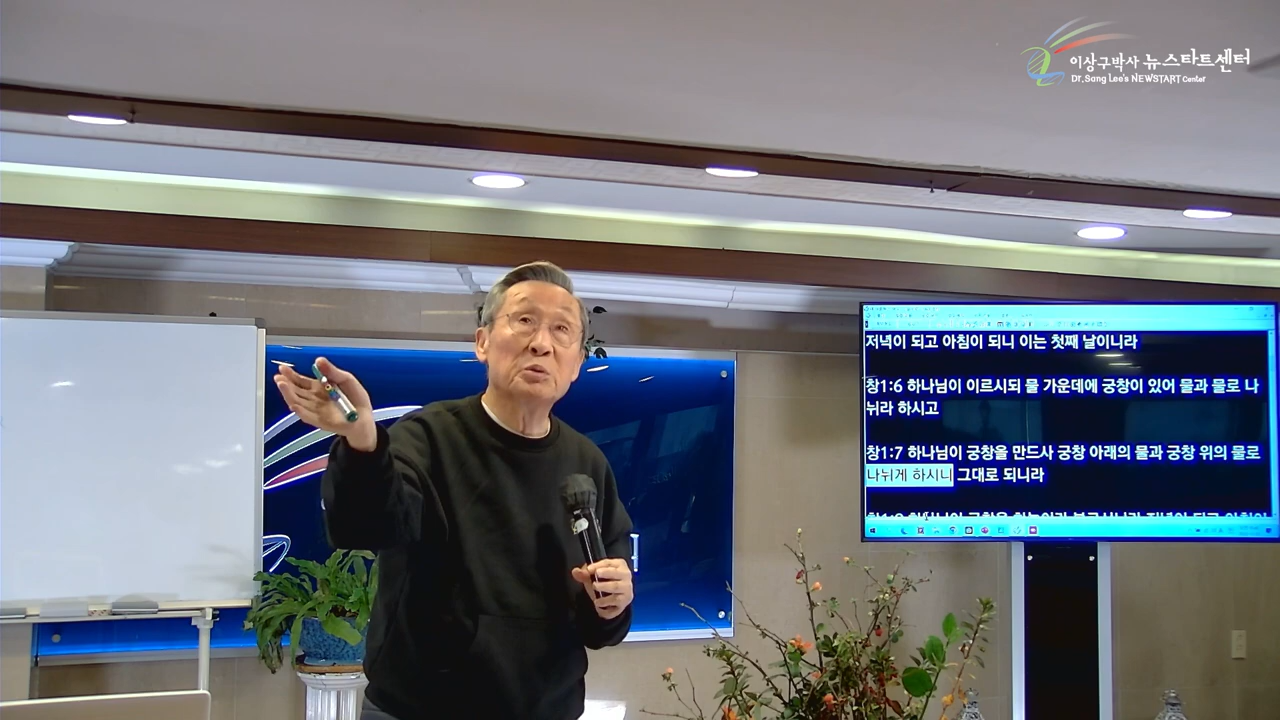 이상구박사 뉴스타트센터
Dr. Sang Lee's NEWSTART Center
저녁이 되고 아침이 되니 이는 첫째 날이니라
창1:6 하나님이 이르시되 물 가운데에 궁창이 있어 물과 물로 나
뉘라 하시고
창1:7 하나님이 궁창을 만드사 궁창 아래의 물과 궁창 위의 물로
나뉘게 하시니 그대로 되니라